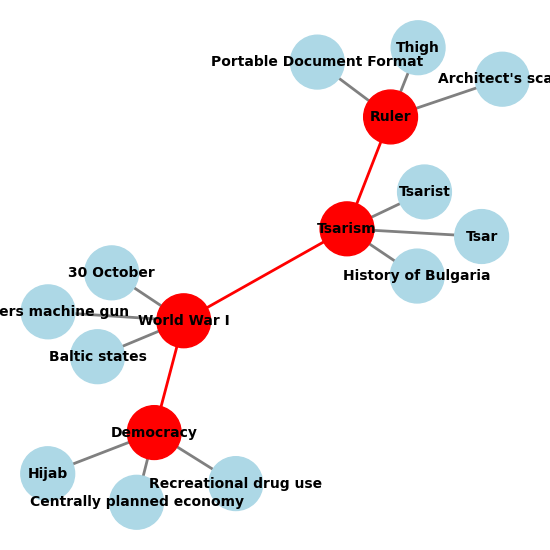 Thigh
Portable Document Format
Architect's sca
Ruler
Tsarist
Tsarism
Tsar
30 October
History of Bulgaria
ers machine gun
World War I
Baltic states
Democracy
Hijab
Recreational drug use
Centrally planned economy